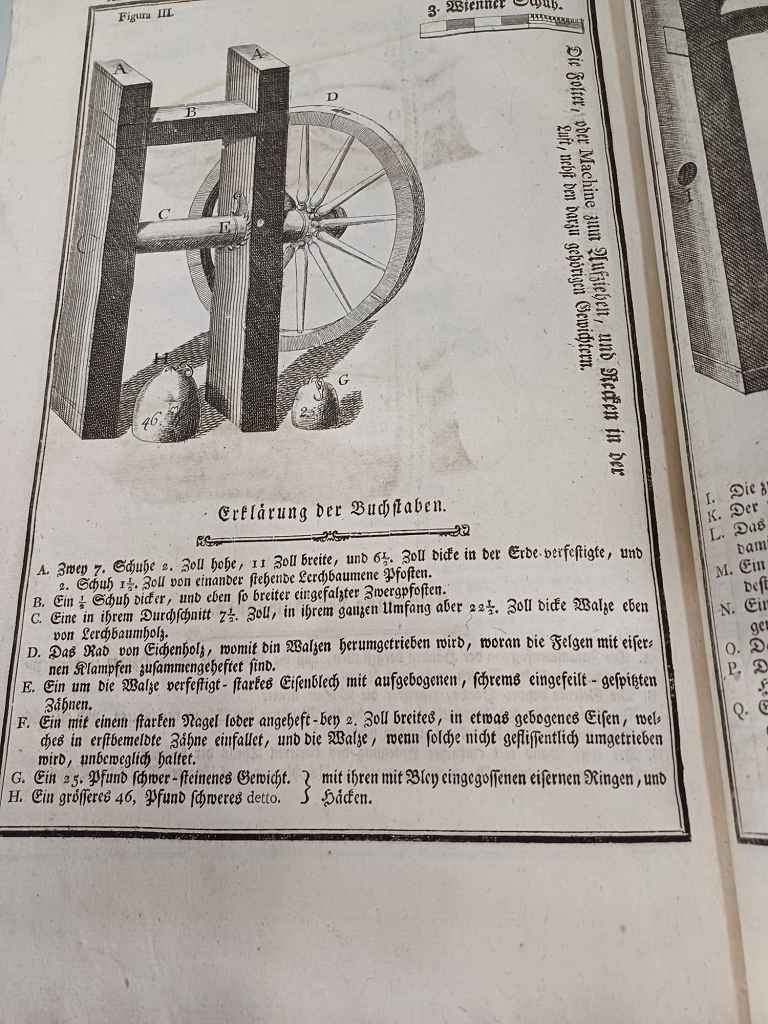 Figura III.
3. Wienner Schuh.
A
A
B
D
C
E
H
G
46.
25
Die Folter, oder Machine zum Aufziehen, und Recken in der
Luft, nebst den darzu gehörigen Gewichtern.
Erklärung der Buchstaben.
A. Zwey 7. Schuhe 2. Zoll hohe, 11 Zoll breite, und 6½. Zoll dicke in der Erde verfestigte, und
2. Schuh 1½. Zoll von einander stehende Lerchbaumene Pfosten.
B. Ein ½ Schuh dicker, und eben so breiter eingefalzter Zwergpfosten.
C. Eine in ihrem Durchschnitt 7½. Zoll, in ihrem ganzen Umfang aber 22½. Zoll dicke Walze eben
von Lerchbaumholz.
D. Das Rad von Eichenholz, womit din Walzen herumgetrieben wird, woran die Felgen mit eiser-
nen Klampfen zusammengeheftet sind.
E. Ein um die Walze verfestigt- starkes Eisenblech mit aufgebogenen, schrems eingefeilt- gespitzten
Zähnen.
F. Ein mit einem starken Nagel loder angeheft-bey 2. Zoll breites, in etwas gebogenes Eisen, wel-
ches in erstbemeldte Zähne einfallet, und die Walze, wenn solche nicht geflissentlich umgetrieben
wird, unbeweglich haltet.
G. Ein 25. Pfund schwer-steinenes Gewicht. } mit ihren mit Bley eingegossenen eisernen Ringen, und
H. Ein grösseres 46, Pfund schweres detto. } Häcken.
I
I. Die
K. Der
L. Das
dam
M. Ein
N. Ein
O.
P.
Q.